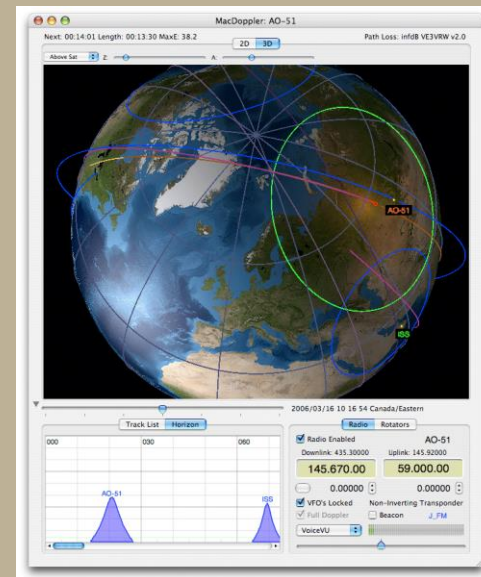 MacDoppler: AO-51
Next: 00:14:01 Length: 00:13:30 MaxE: 38.2
2D 3D
Path Loss: infdB VE3VRW v2.0
Above Sat Z: A:
AO-51
ISS
2006/03/16 10 16 54 Canada/Eastern
Track List Horizon
Radio Rotators
000 030 060
AO-51
ISS
Radio Enabled AO-51
Downlink: 435.30000 Uplink: 145.92000
145.670.00 59.000.00
0.00000 0.00000
VFO's Locked Non-Inverting Transponder
Full Doppler Beacon J_FM
VoiceVU